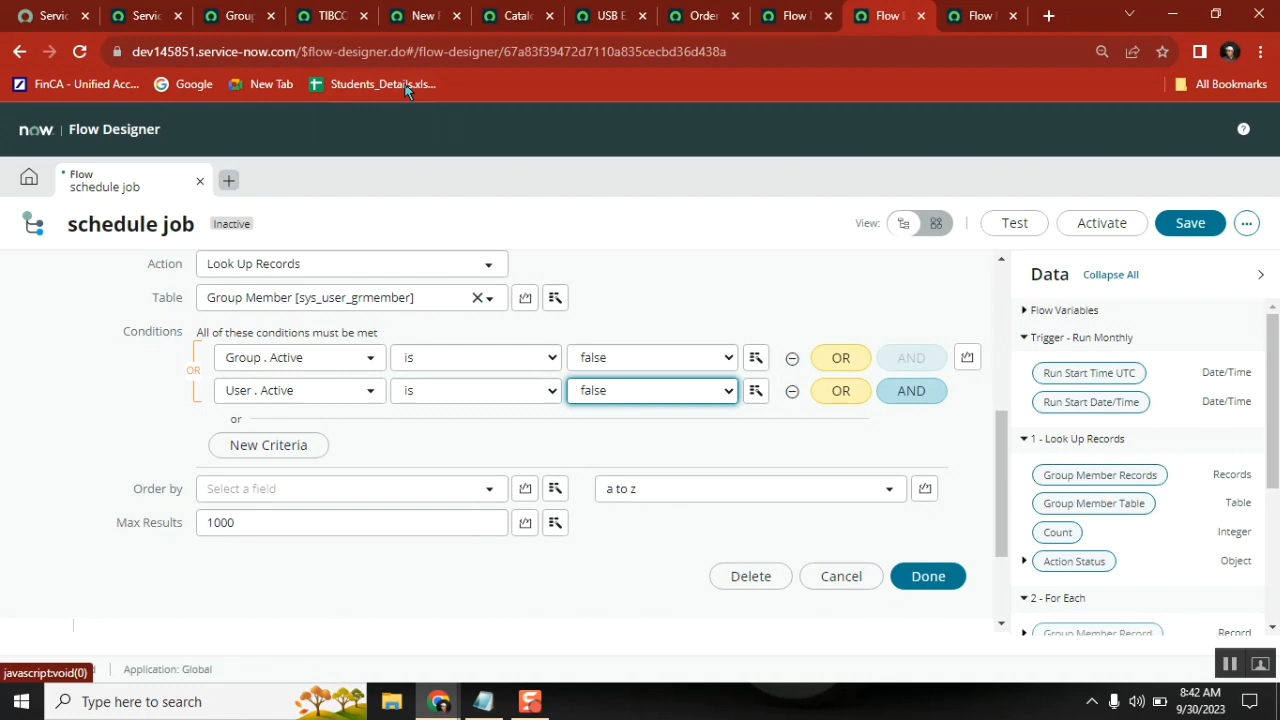 Servic
Servic
Group
TIBCO
New R
Catalo
USB E
Order
Flow
Flow
Flow
dev145851.service-now.com/$flow-designer.do#/flow-designer/67a83f39472d7110a835cecbd36d438a
FinCA - Unified Acc...
Google
New Tab
Students_Details.xls...
All Bookmarks
now. | Flow Designer
Flow
schedule job
schedule job
Inactive
View:
Test
Activate
Save
Action
Look Up Records
Table
Group Member [sys_user_grmember]
Conditions
All of these conditions must be met
Group . Active
is
false
OR
AND
OR
User . Active
is
false
OR
AND
or
New Criteria
Order by
Select a field
a to z
Max Results
1000
Delete
Cancel
Done
Data
Collapse All
Flow Variables
Trigger - Run Monthly
Run Start Time UTC
Date/Time
Run Start Date/Time
Date/Time
1 - Look Up Records
Group Member Records
Records
Group Member Table
Table
Count
Integer
Action Status
Object
2 - For Each
Group Member Record
Record
javascript:void(0)
Application: Global
Type here to search
8:42 AM
9/30/2023